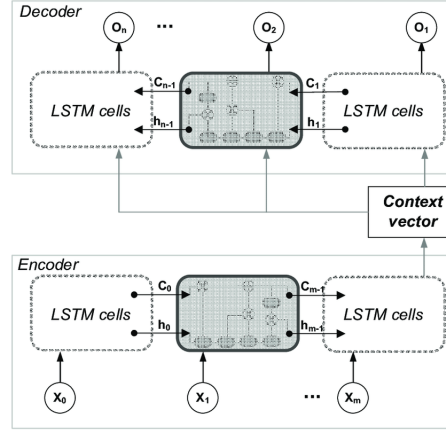 Decoder
Oₙ ... O₂ O₁
Cₙ₋₁ C₁
LSTM cells LSTM cells
hₙ₋₁ h₁
Context
vector
Encoder
C₀ Cₘ₋₁
LSTM cells LSTM cells
h₀ hₘ₋₁
X₀ X₁ ... Xₘ